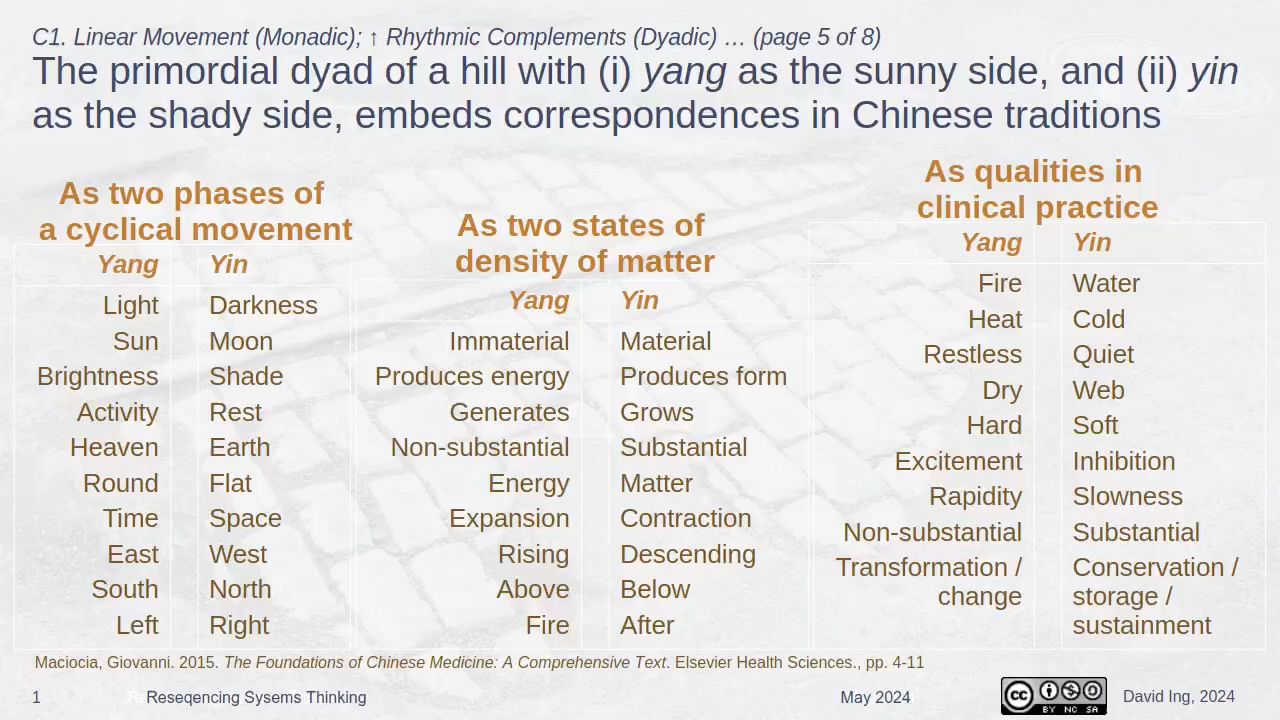 C1. Linear Movement (Monadic); ↑ Rhythmic Complements (Dyadic) … (page 5 of 8)
The primordial dyad of a hill with (i) yang as the sunny side, and (ii) yin
as the shady side, embeds correspondences in Chinese traditions
As two phases of
a cyclical movement
Yang Yin
Light Darkness
Sun Moon
Brightness Shade
Activity Rest
Heaven Earth
Round Flat
Time Space
East West
South North
Left Right
As two states of
density of matter
Yang Yin
Immaterial Material
Produces energy Produces form
Generates Grows
Non-substantial Substantial
Energy Matter
Expansion Contraction
Rising Descending
Above Below
Fire After
As qualities in
clinical practice
Yang Yin
Fire Water
Heat Cold
Restless Quiet
Dry Web
Hard Soft
Excitement Inhibition
Rapidity Slowness
Non-substantial Substantial
Transformation / Conservation /
change storage /
sustainment
Maciocia, Giovanni. 2015. The Foundations of Chinese Medicine: A Comprehensive Text. Elsevier Health Sciences., pp. 4-11
1 Reseqencing Sysems Thinking May 2024 cc BY NC SA David Ing, 2024